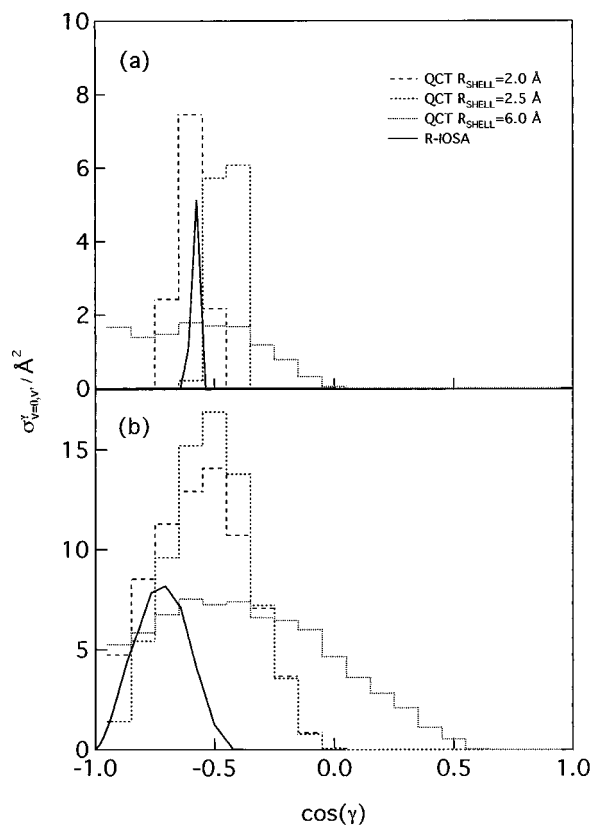 10
(a)
QCT R_SHELL=2.0 Å
8
QCT R_SHELL=2.5 Å
QCT R_SHELL=6.0 Å
R-IOSA
6
4
2
0
σ^γ_v=0,v' / Å^2
(b)
15
10
5
0
-1.0 -0.5 0.0 0.5 1.0
cos(γ)